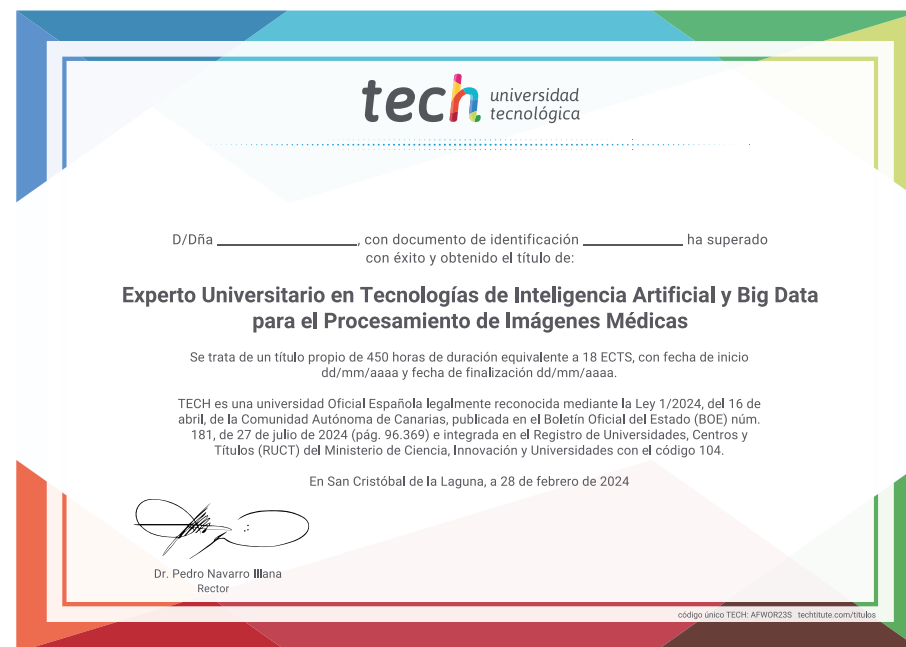 tech universidad
tecnológica
D/Dña ____________________, con documento de identificación ______________ ha superado
con éxito y obtenido el título de:
Experto Universitario en Tecnologías de Inteligencia Artificial y Big Data
para el Procesamiento de Imágenes Médicas
Se trata de un título propio de 450 horas de duración equivalente a 18 ECTS, con fecha de inicio
dd/mm/aaaa y fecha de finalización dd/mm/aaaa.
TECH es una universidad Oficial Española legalmente reconocida mediante la Ley 1/2024, del 16 de
abril, de la Comunidad Autónoma de Canarias, publicada en el Boletín Oficial del Estado (BOE) núm.
181, de 27 de julio de 2024 (pág. 96.369) e integrada en el Registro de Universidades, Centros y
Títulos (RUCT) del Ministerio de Ciencia, Innovación y Universidades con el código 104.
En San Cristóbal de la Laguna, a 28 de febrero de 2024
Dr. Pedro Navarro Illana
Rector
código único TECH: AFWOR23S techtitute.com/titulos